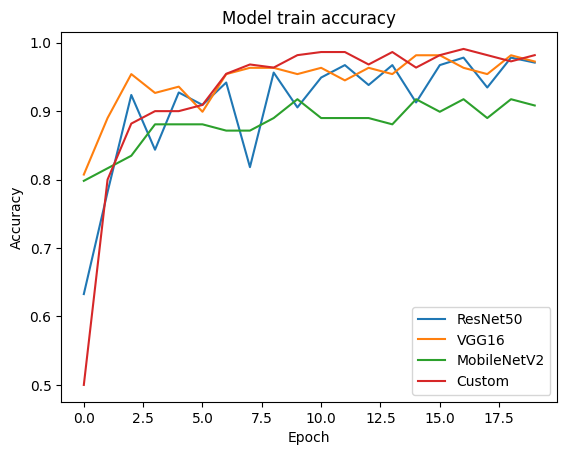 Model train accuracy
1.0
0.9
0.8
0.7
0.6
0.5
Accuracy
ResNet50
VGG16
MobileNetV2
Custom
0.0 2.5 5.0 7.5 10.0 12.5 15.0 17.5
Epoch